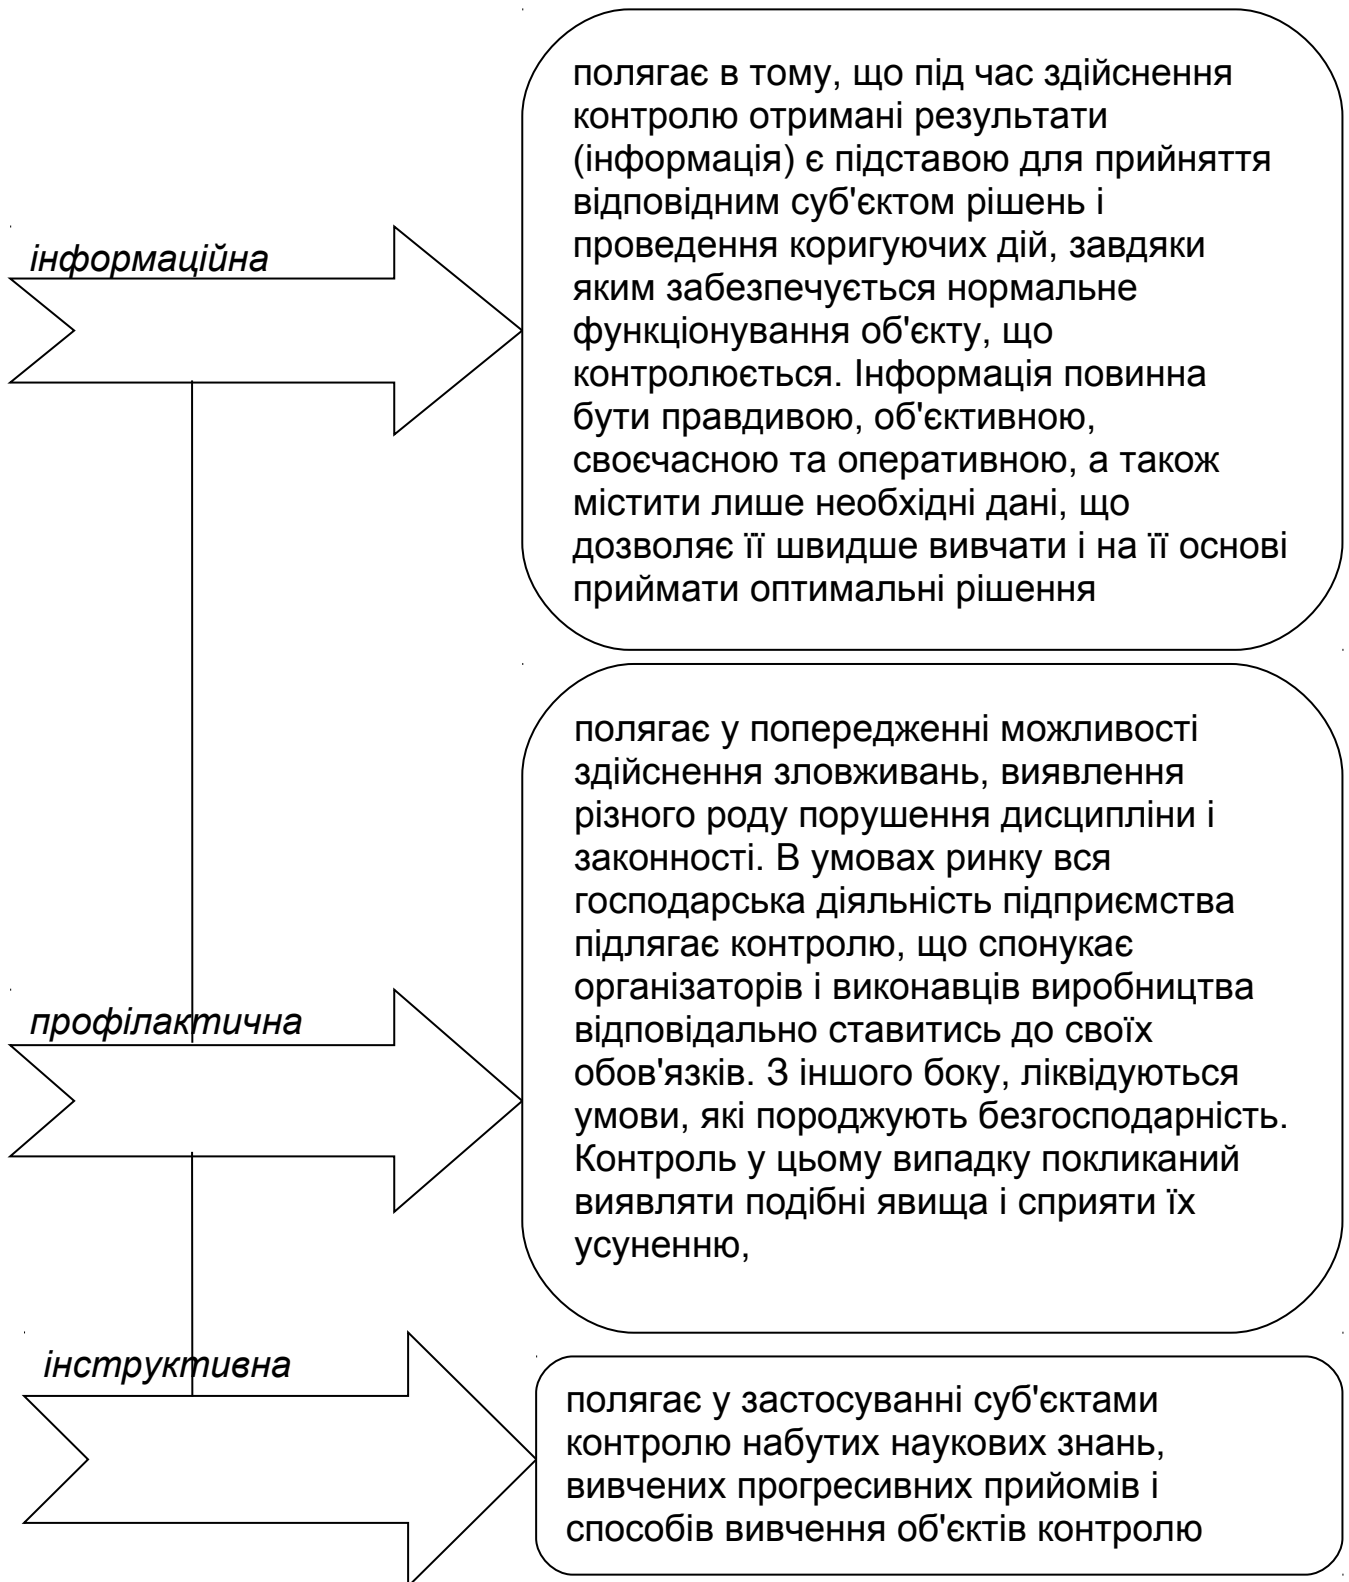 інформаційна
полягає в тому, що під час здійснення
контролю отримані результати
(інформація) є підставою для прийняття
відповідним суб'єктом рішень і
проведення коригуючих дій, завдяки
яким забезпечується нормальне
функціонування об'єкту, що
контролюється. Інформація повинна
бути правдивою, об'єктивною,
своєчасною та оперативною, а також
містити лише необхідні дані, що
дозволяє її швидше вивчати і на її основі
приймати оптимальні рішення
профілактична
полягає у попередженні можливості
здійснення зловживань, виявлення
різного роду порушення дисципліни і
законності. В умовах ринку вся
господарська діяльність підприємства
підлягає контролю, що спонукає
організаторів і виконавців виробництва
відповідально ставитись до своїх
обов'язків. З іншого боку, ліквідуються
умови, які породжують безгосподарність.
Контроль у цьому випадку покликаний
виявляти подібні явища і сприяти їх
усуненню,
інструктивна
полягає у застосуванні суб'єктами
контролю набутих наукових знань,
вивчених прогресивних прийомів і
способів вивчення об'єктів контролю